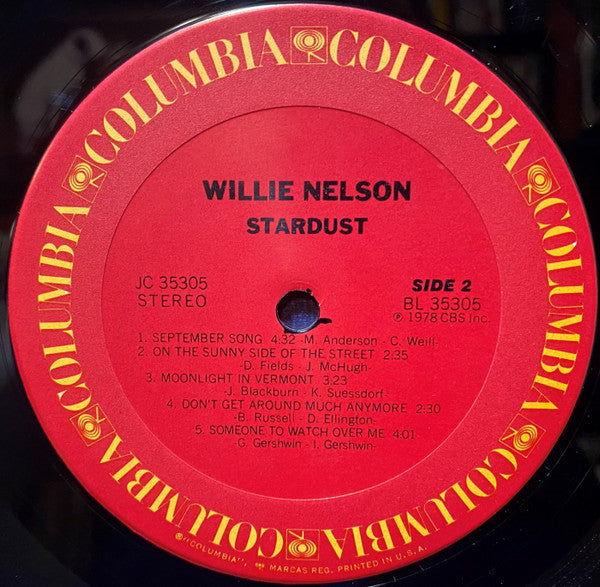 COLUMBIA COLUMBIA COLUMBIA COLUMBIA COLUMBIA COLUMBIA
WILLIE NELSON
STARDUST
JC 35305
STEREO
SIDE 2
BL 35305
℗ 1978 CBS Inc.
1. SEPTEMBER SONG 4:32 -M. Anderson - C. Weill-
2. ON THE SUNNY SIDE OF THE STREET 2:35
-D. Fields - J. McHugh-
3. MOONLIGHT IN VERMONT 3:23
-J. Blackburn - K. Suessdorf-
4. DON'T GET AROUND MUCH ANYMORE 2:30
-B. Russell - D. Ellington-
5. SOMEONE TO WATCH OVER ME 4:01
-G. Gershwin - I. Gershwin-
®"COLUMBIA", MARCAS REG. PRINTED IN U.S.A.